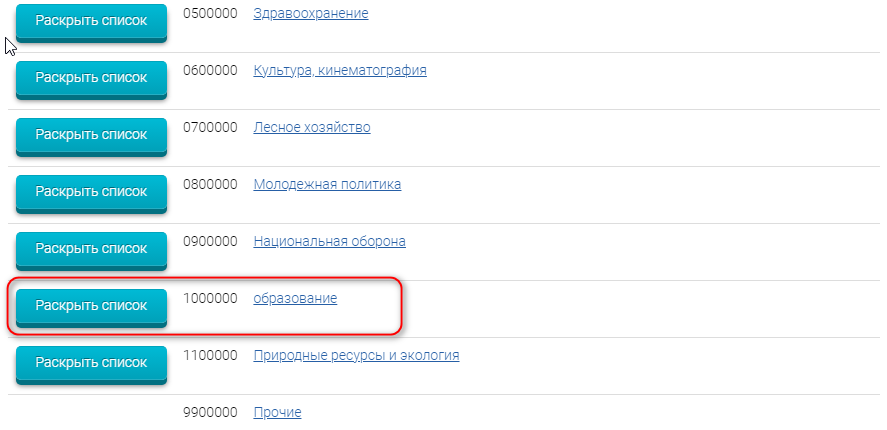 Раскрыть список 0500000 Здравоохранение
Раскрыть список 0600000 Культура, кинематография
Раскрыть список 0700000 Лесное хозяйство
Раскрыть список 0800000 Молодежная политика
Раскрыть список 0900000 Национальная оборона
Раскрыть список 1000000 образование
Раскрыть список 1100000 Природные ресурсы и экология
9900000 Прочие